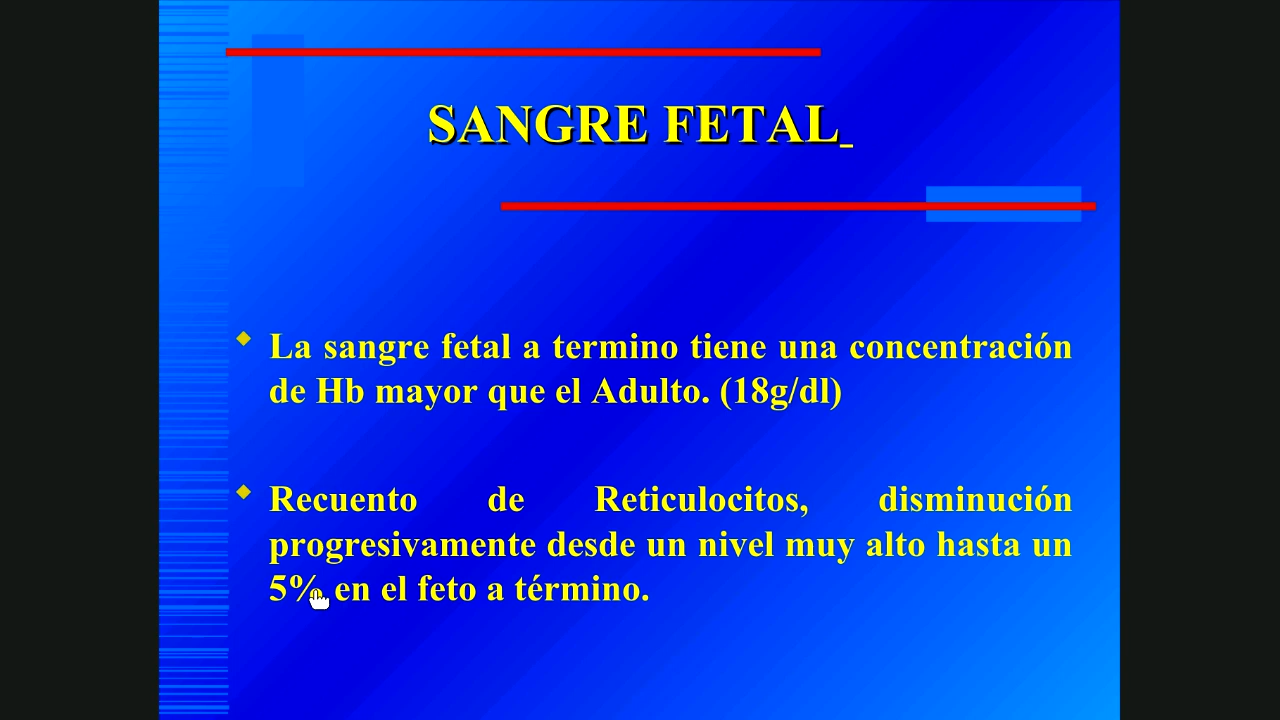 SANGRE FETAL
La sangre fetal a termino tiene una concentración
de Hb mayor que el Adulto. (18g/dl)
Recuento de Reticulocitos, disminución
progresivamente desde un nivel muy alto hasta un
5% en el feto a término.